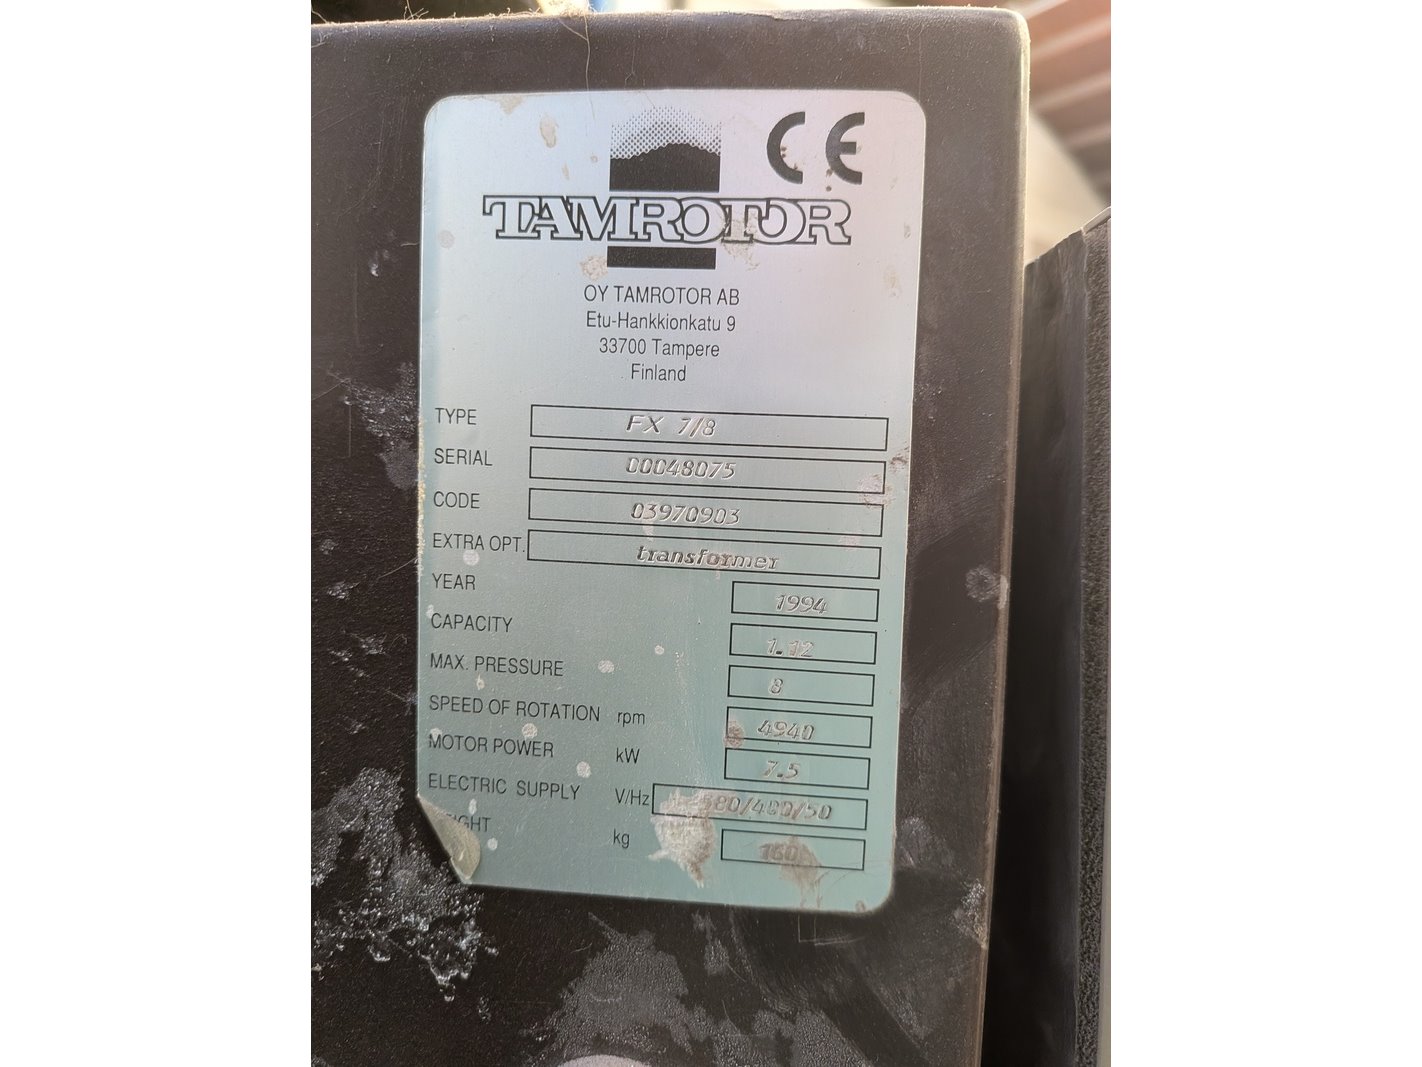 CE
TAMROTOR
OY TAMROTOR AB
Etu-Hankkionkatu 9
33700 Tampere
Finland
TYPE FX 7/8
SERIAL 00048075
CODE 03970903
EXTRA OPT. transformer
YEAR 1994
CAPACITY 1.12
MAX. PRESSURE 8
SPEED OF ROTATION rpm 4940
MOTOR POWER kW 7.5
ELECTRIC SUPPLY V/Hz
kg 160